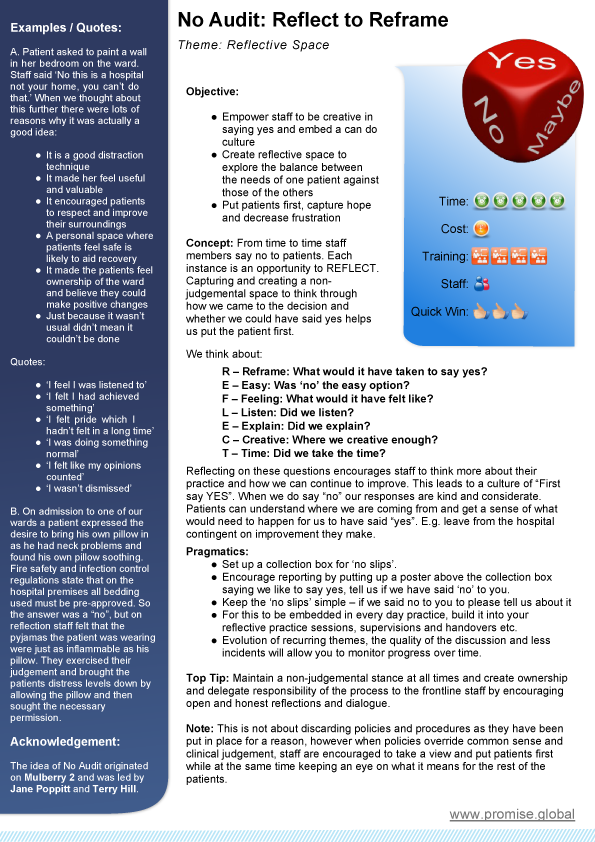 No Audit: Reflect to Reframe
Theme: Reflective Space
Examples / Quotes:
A. Patient asked to paint a wall
in her bedroom on the ward.
Staff said ‘No this is a hospital
not your home, you can’t do
that.’ When we thought about
this further there were lots of
reasons why it was actually a
good idea:
● It is a good distraction
technique
● It made her feel useful
and valuable
● It encouraged patients
to respect and improve
their surroundings
● A personal space where
patients feel safe is
likely to aid recovery
● It made the patients feel
ownership of the ward
and believe they could
make positive changes
● Just because it wasn’t
usual didn’t mean it
couldn’t be done
Quotes:
● ‘I feel I was listened to’
● ‘I felt I had achieved
something’
● ‘I felt pride which I
hadn’t felt in a long time’
● ‘I was doing something
normal’
● ‘I felt like my opinions
counted’
● ‘I wasn’t dismissed’
B. On admission to one of our
wards a patient expressed the
desire to bring his own pillow in
as he had neck problems and
found his own pillow soothing.
Fire safety and infection control
regulations state that on the
hospital premises all bedding
used must be pre-approved. So
the answer was a “no”, but on
reflection staff felt that the
pyjamas the patient was wearing
were just as inflammable as his
pillow. They exercised their
judgement and brought the
patients distress levels down by
allowing the pillow and then
sought the necessary
permission.
Acknowledgement:
The idea of No Audit originated
on Mulberry 2 and was led by
Jane Poppitt and Terry Hill.
Objective:
● Empower staff to be creative in
saying yes and embed a can do
culture
● Create reflective space to
explore the balance between
the needs of one patient against
those of the others
● Put patients first, capture hope
and decrease frustration
Concept: From time to time staff
members say no to patients. Each
instance is an opportunity to REFLECT.
Capturing and creating a non-
judgemental space to think through
how we came to the decision and
whether we could have said yes helps
us put the patient first.
Yes
No
Maybe
Time:
Cost:
Training:
Staff:
Quick Win:
We think about:
R – Reframe: What would it have taken to say yes?
E – Easy: Was ‘no’ the easy option?
F – Feeling: What would it have felt like?
L – Listen: Did we listen?
E – Explain: Did we explain?
C – Creative: Where we creative enough?
T – Time: Did we take the time?
Reflecting on these questions encourages staff to think more about their
practice and how we can continue to improve. This leads to a culture of “First
say YES”. When we do say “no” our responses are kind and considerate.
Patients can understand where we are coming from and get a sense of what
would need to happen for us to have said “yes”. E.g. leave from the hospital
contingent on improvement they make.
Pragmatics:
● Set up a collection box for ‘no slips’.
● Encourage reporting by putting up a poster above the collection box
saying we like to say yes, tell us if we have said ‘no’ to you.
● Keep the ‘no slips’ simple – if we said no to you to please tell us about it
● For this to be embedded in every day practice, build it into your
reflective practice sessions, supervisions and handovers etc.
● Evolution of recurring themes, the quality of the discussion and less
incidents will allow you to monitor progress over time.
Top Tip: Maintain a non-judgemental stance at all times and create ownership
and delegate responsibility of the process to the frontline staff by encouraging
open and honest reflections and dialogue.
Note: This is not about discarding policies and procedures as they have been
put in place for a reason, however when policies override common sense and
clinical judgement, staff are encouraged to take a view and put patients first
while at the same time keeping an eye on what it means for the rest of the
patients.
www.promise.global